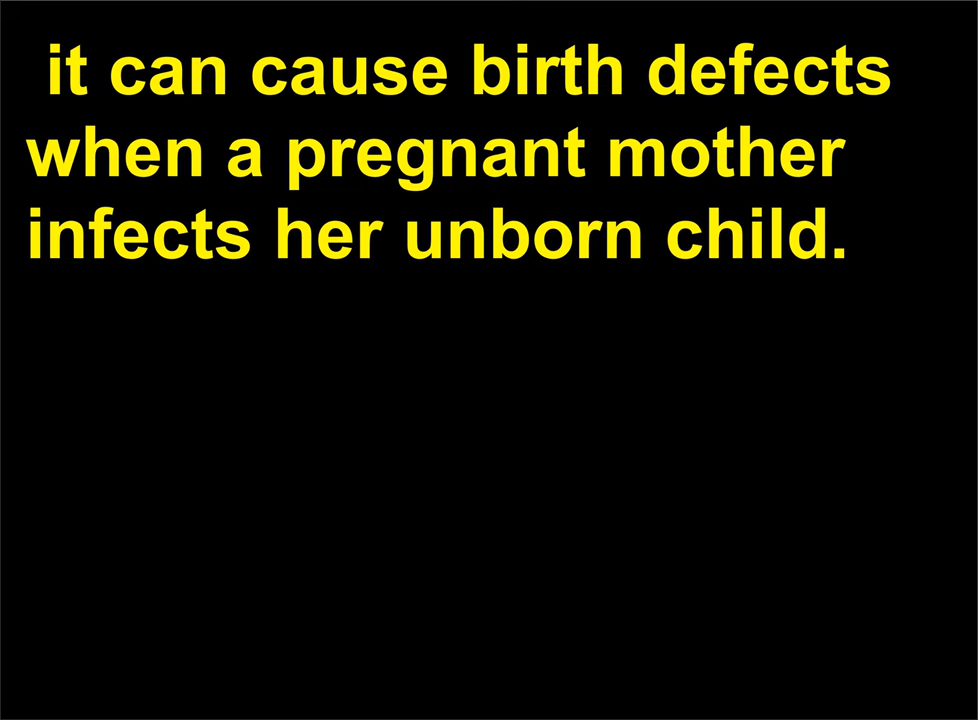 it can cause birth defects
when a pregnant mother
infects her unborn child.